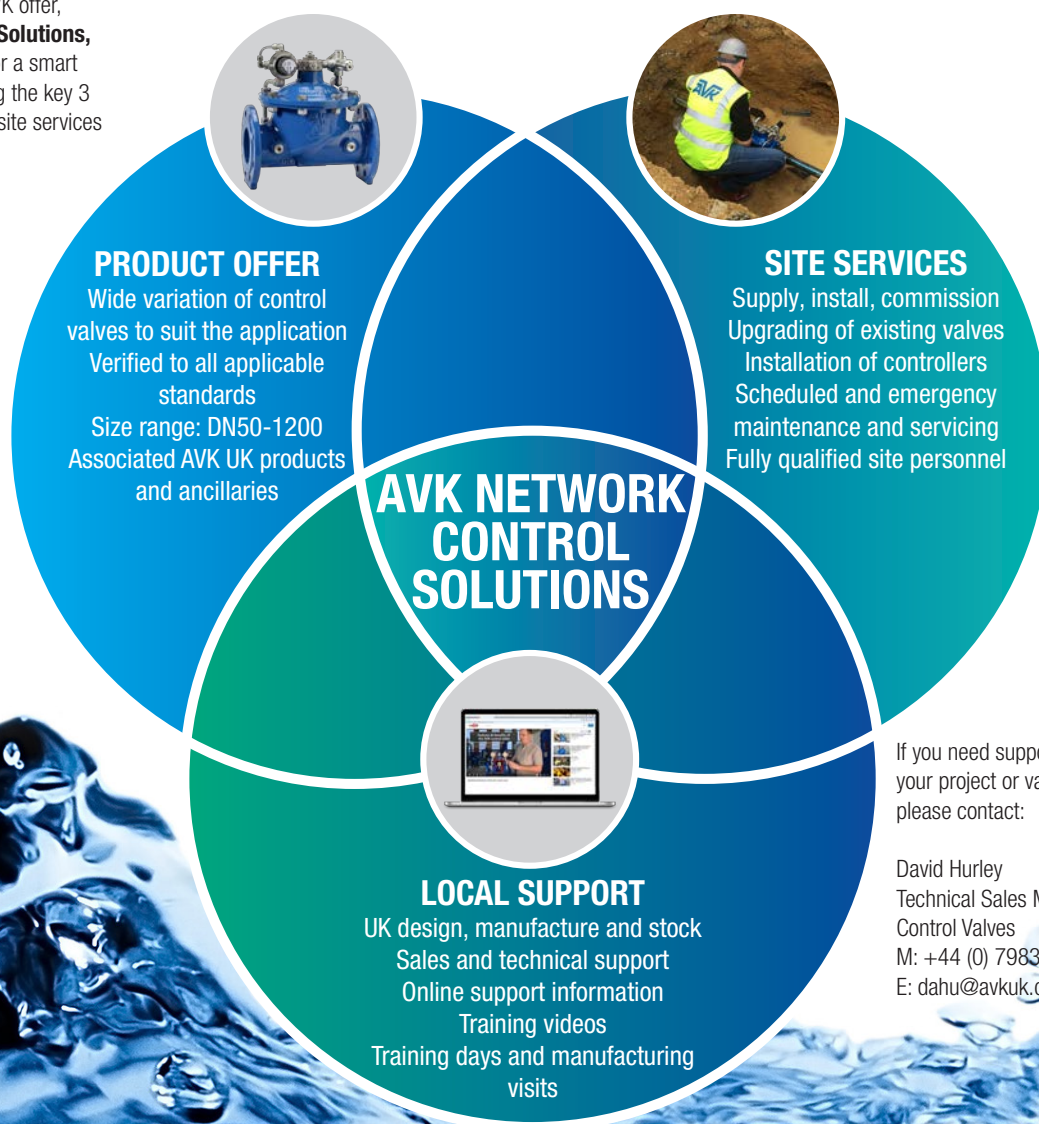 K offer,
Solutions,
r a smart
g the key 3
site services
AVK
PRODUCT OFFER
Wide variation of control
valves to suit the application
Verified to all applicable
standards
Size range: DN50-1200
Associated AVK UK products
and ancillaries
SITE SERVICES
Supply, install, commission
Upgrading of existing valves
Installation of controllers
Scheduled and emergency
maintenance and servicing
Fully qualified site personnel
AVK NETWORK
CONTROL
SOLUTIONS
LOCAL SUPPORT
UK design, manufacture and stock
Sales and technical support
Online support information
Training videos
Training days and manufacturing
visits
If you need suppo
your project or va
please contact:
David Hurley
Technical Sales M
Control Valves
M: +44 (0) 7983
E: dahu@avkuk.c